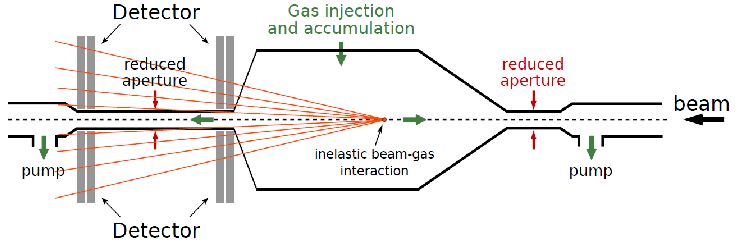 Detector
Gas injection
and accumulation
reduced
aperture
reduced
aperture
beam
inelastic beam-gas
interaction
pump
pump
Detector